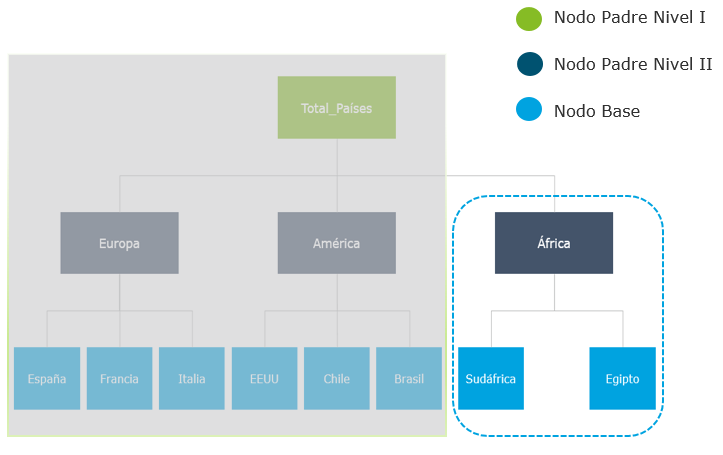 Nodo Padre Nivel I
Nodo Padre Nivel II
Nodo Base
Total_Países
Europa
América
África
España
Francia
Italia
EEUU
Chile
Brasil
Sudáfrica
Egipto